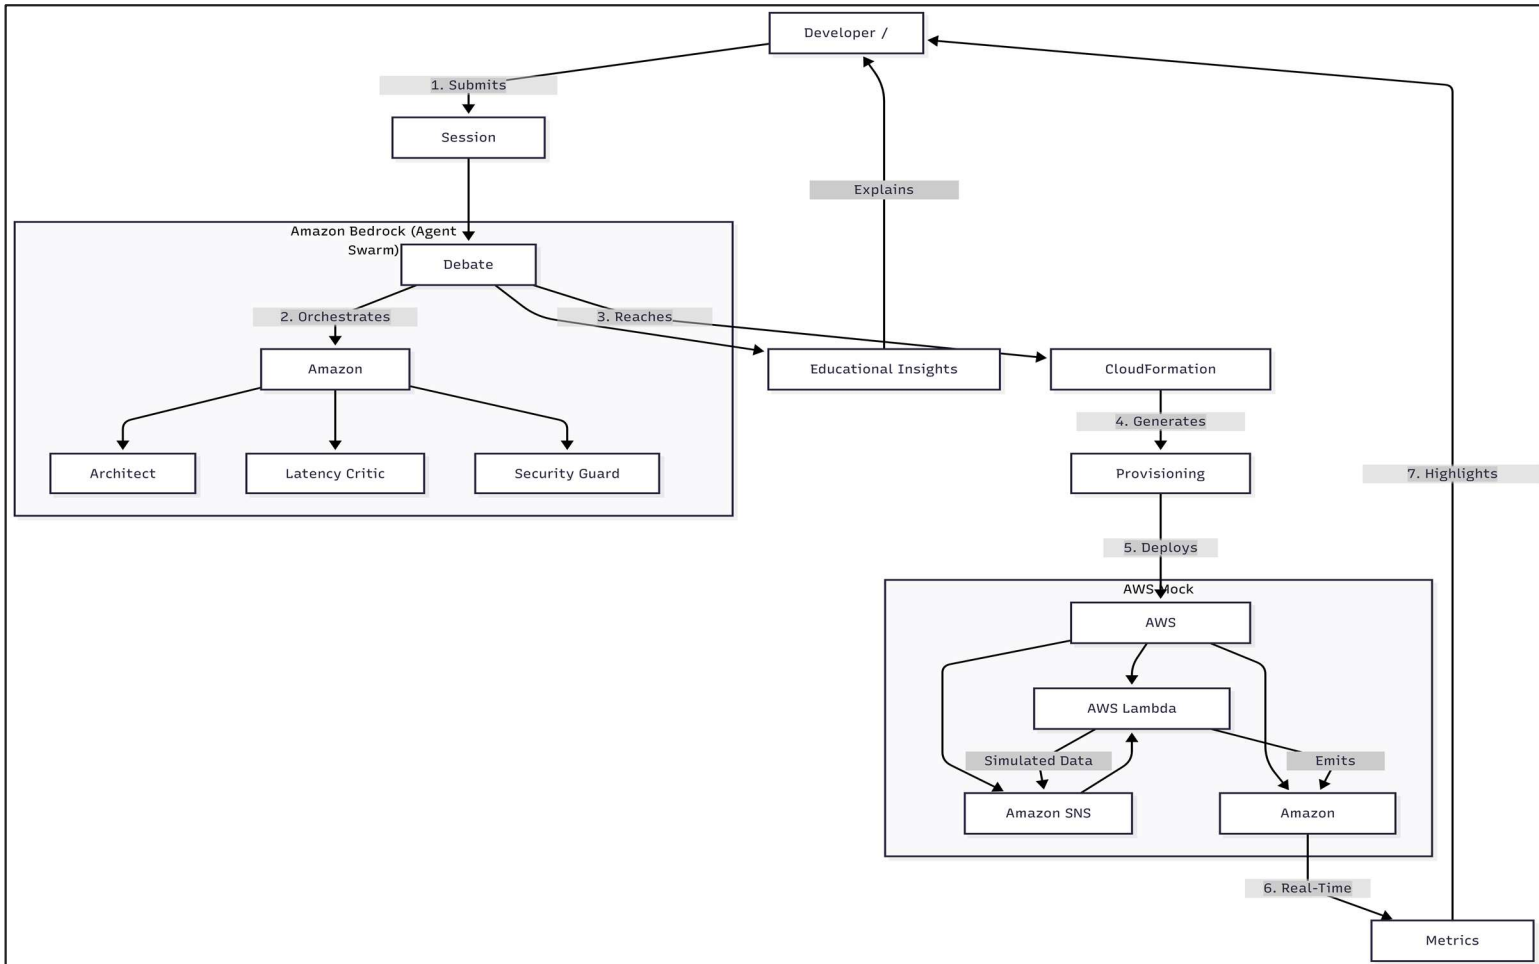 Developer /
1. Submits
Session
Explains
Amazon Bedrock (Agent
Swarm)
Debate
2. Orchestrates
3. Reaches
Amazon
Educational Insights
CloudFormation
4. Generates
Architect
Latency Critic
Security Guard
Provisioning
7. Highlights
5. Deploys
AWS Mock
AWS
AWS Lambda
Simulated Data
Emits
Amazon SNS
Amazon
6. Real-Time
Metrics